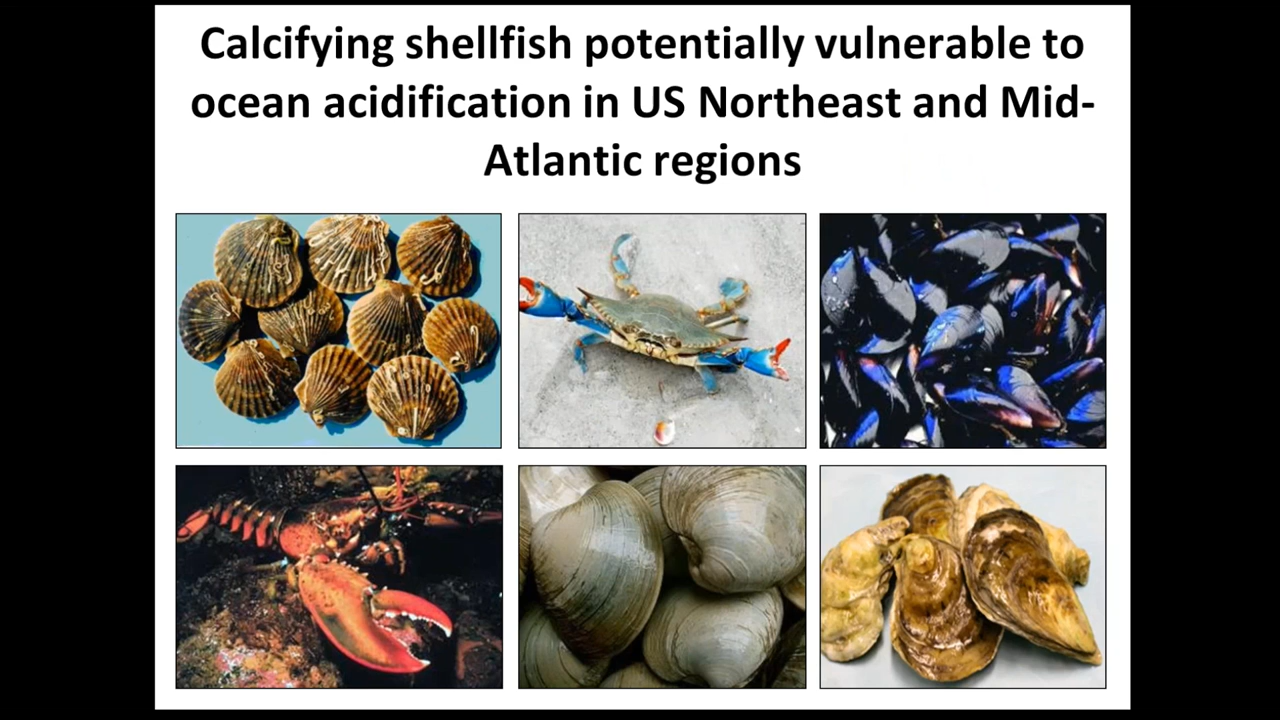 Calcifying shellfish potentially vulnerable to
ocean acidification in US Northeast and Mid-
Atlantic regions